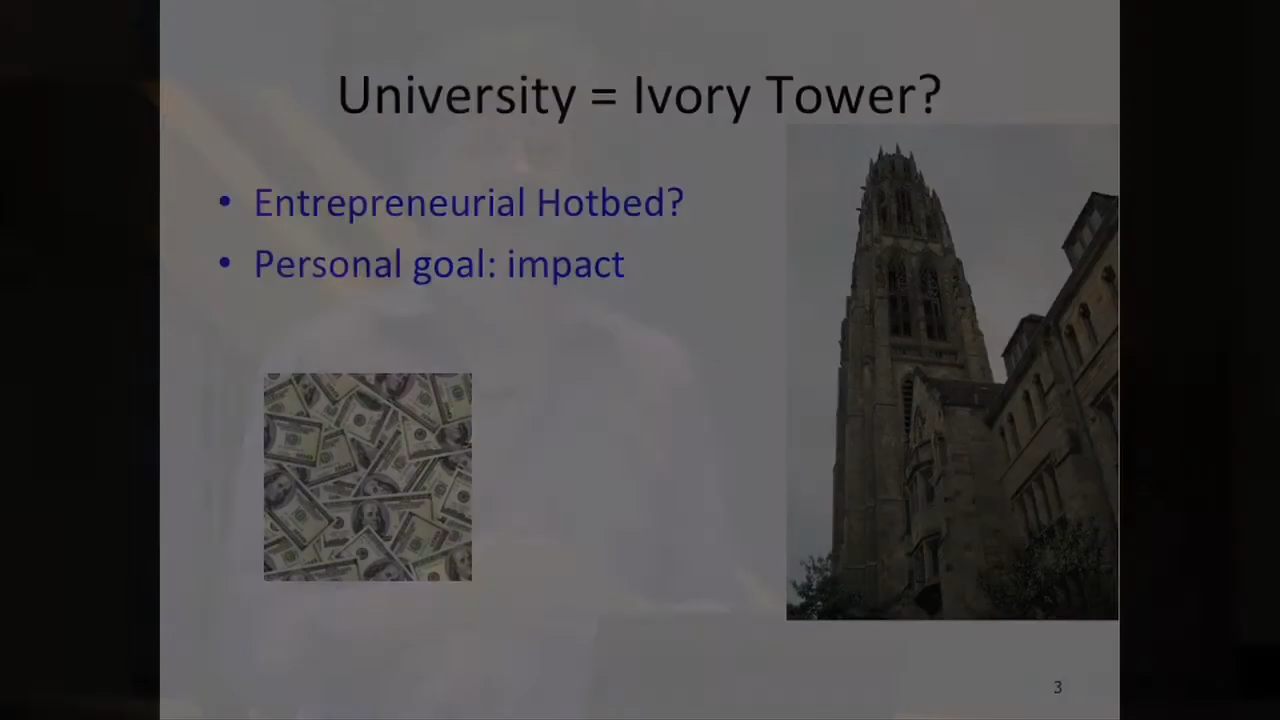 University = Ivory Tower?
• Entrepreneurial Hotbed?
• Personal goal: impact
3